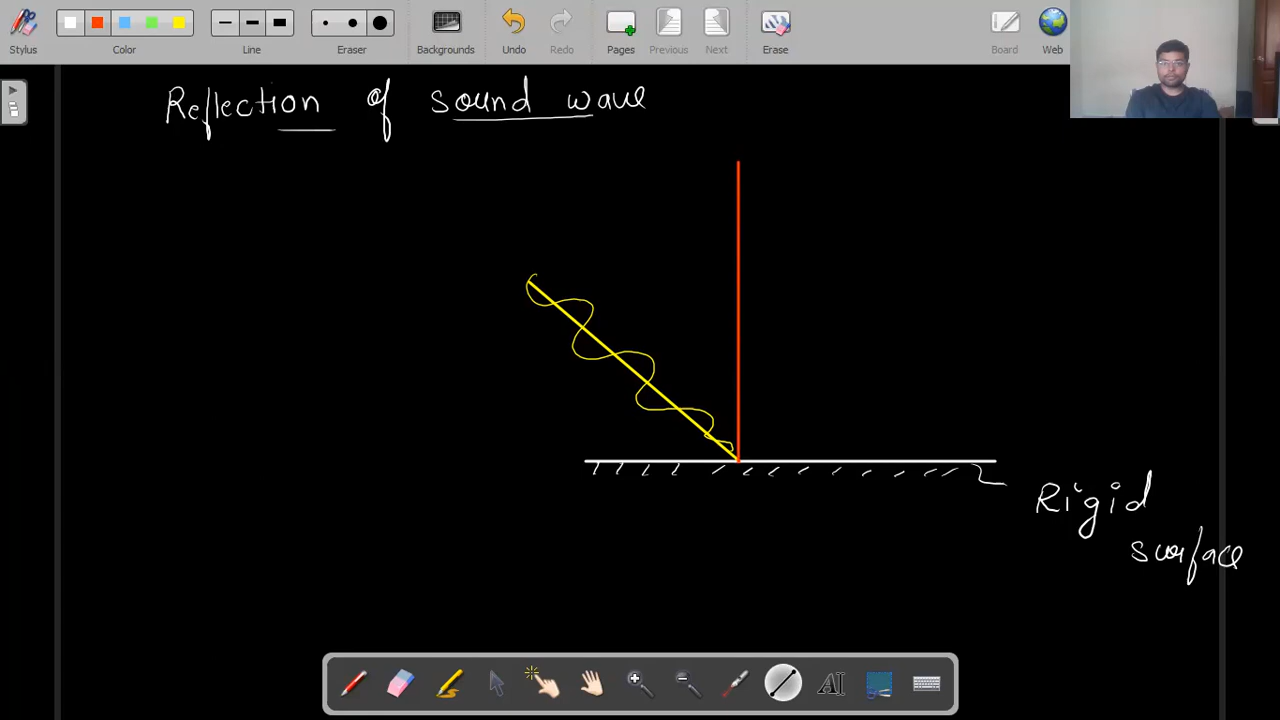 Stylus
Color
Line
Eraser
Backgrounds
Undo
Redo
Pages
Previous
Next
Erase
Board
Web
Reflection of sound wave
Rigid
surface
AI